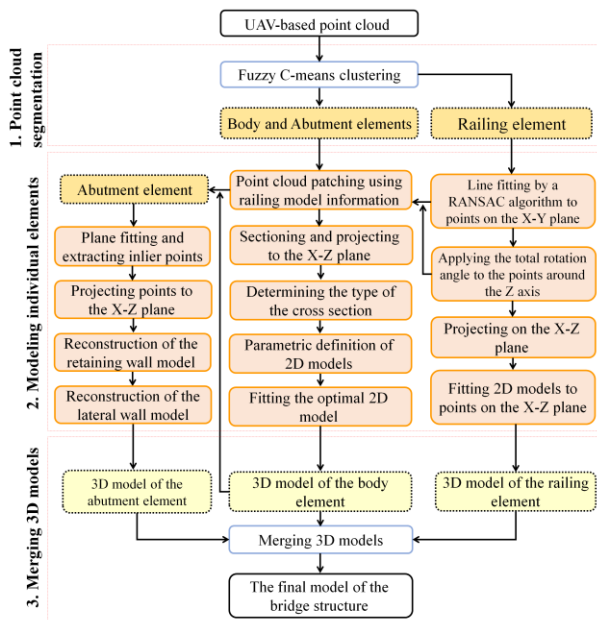 UAV-based point cloud
1. Point cloud
segmentation
Fuzzy C-means clustering
Body and Abutment elements
Railing element
2. Modeling individual elements
Abutment element
Plane fitting and
extracting inlier points
Projecting points to
the X-Z plane
Reconstruction of the
retaining wall model
Reconstruction of the
lateral wall model
Point cloud patching using
railing model information
Sectioning and projecting
to the X-Z plane
Determining the type of
the cross section
Parametric definition of
2D models
Fitting the optimal 2D
model
Line fitting by a
RANSAC algorithm to
points on the X-Y plane
Applying the total rotation
angle to the points around
the Z axis
Projecting on the X-Z
plane
Fitting 2D models to
points on the X-Z plane
3. Merging 3D models
3D model of the
abutment element
3D model of the body
element
3D model of the railing
element
Merging 3D models
The final model of the
bridge structure